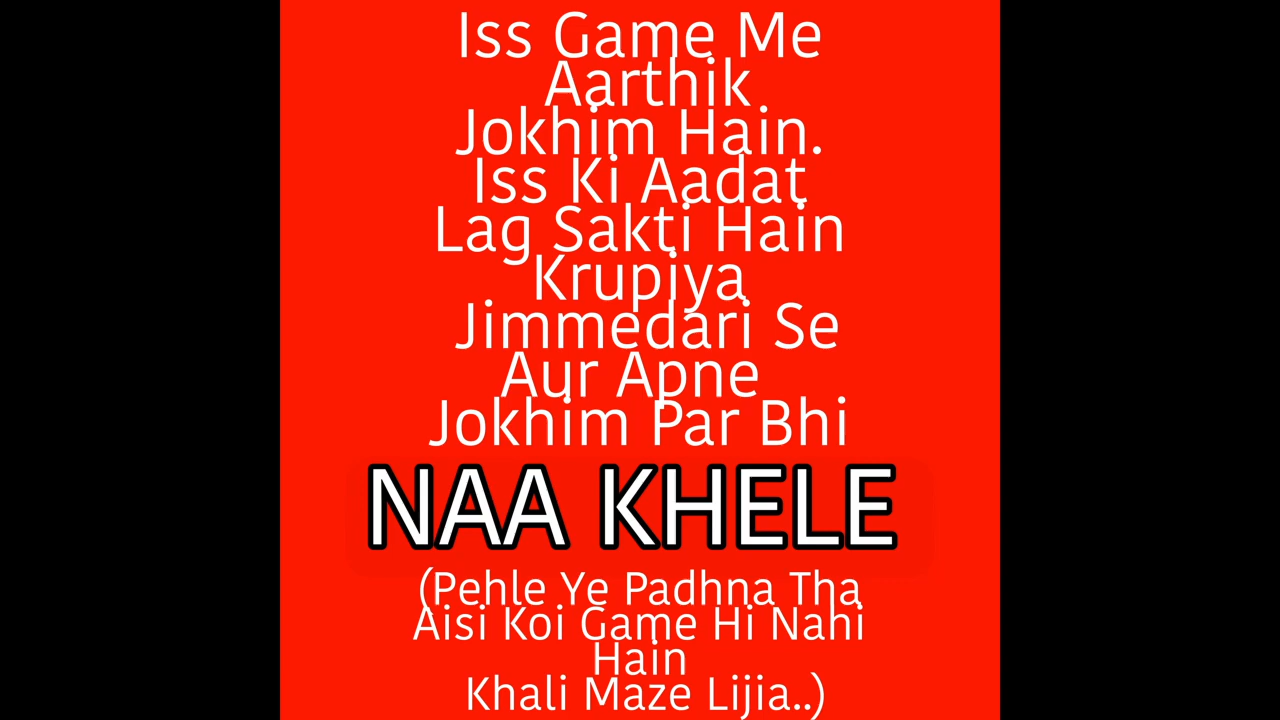 Iss Game Me
Aarthik
Jokhim Hain.
Iss Ki Aadat
Lag Sakti Hain
Krupiya
Jimmedari Se
Aur Apne
Jokhim Par Bhi
NAA KHELE
(Pehle Ye Padhna Tha
Aisi Koi Game Hi Nahi
Hain
Khali Maze Lijia..)